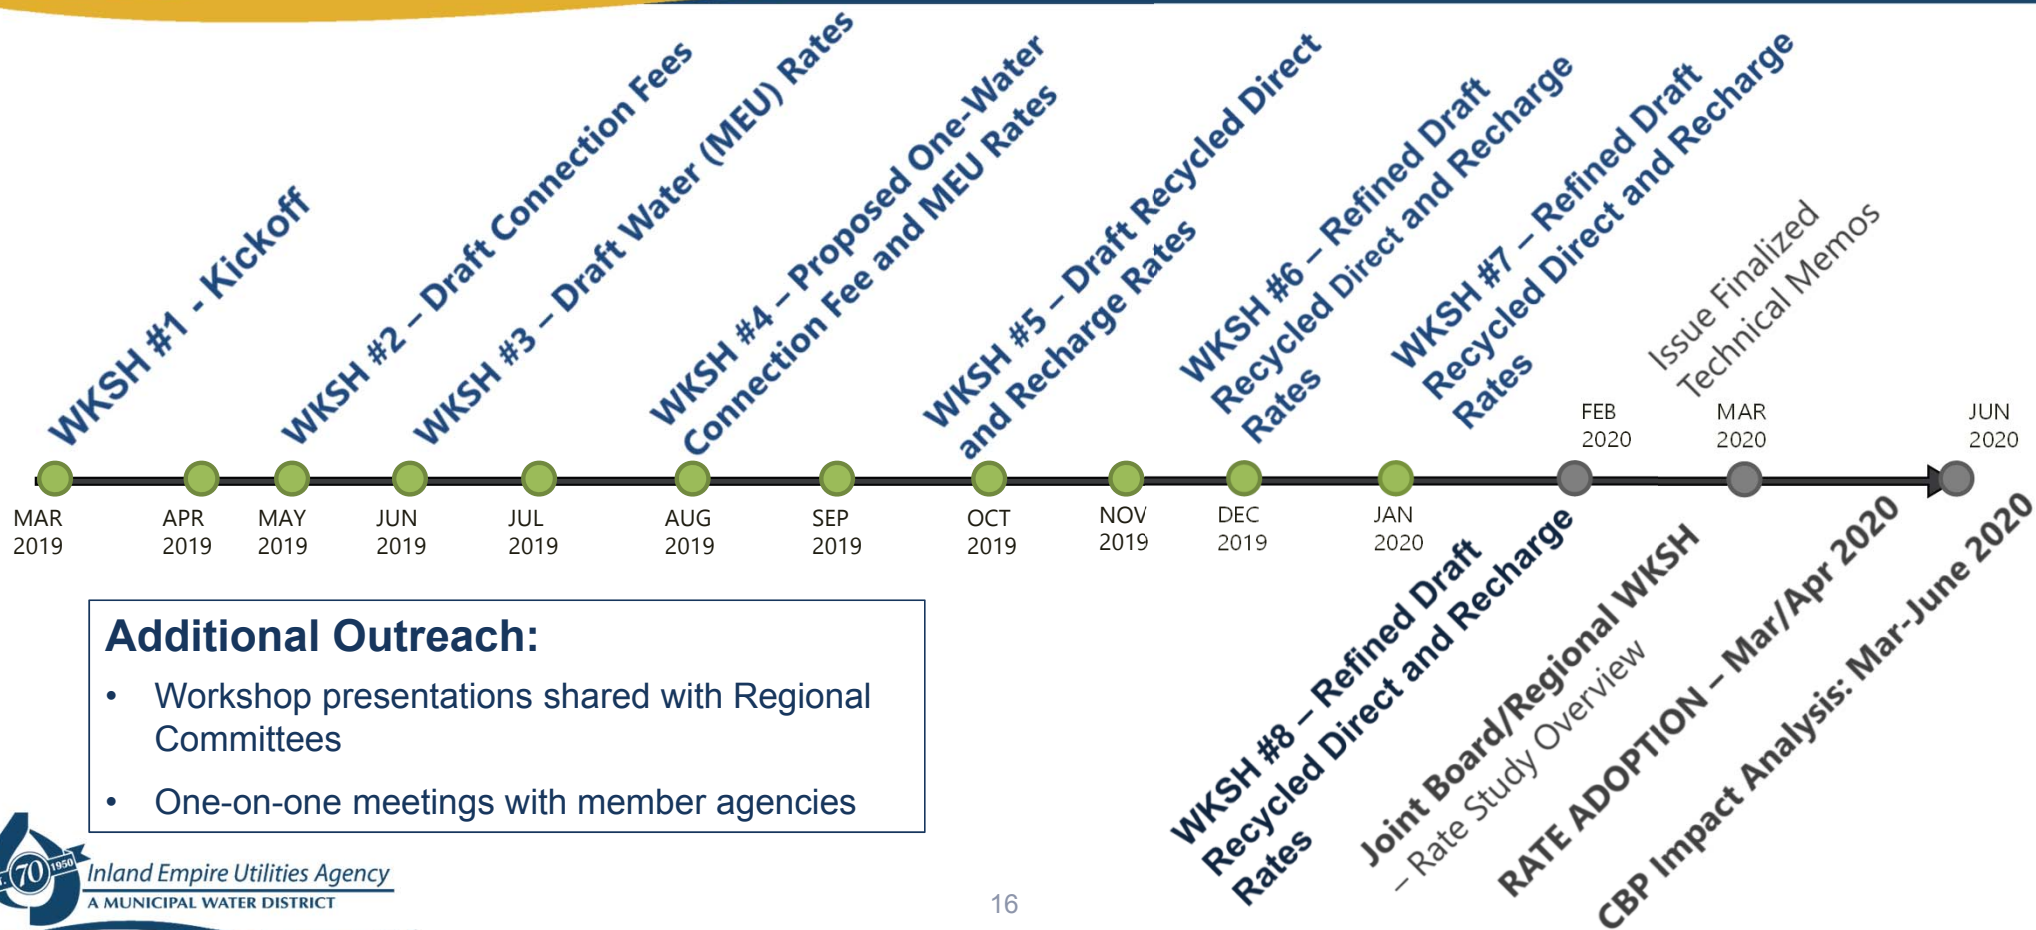 WKSH #1 - Kickoff
WKSH #2 – Draft Connection Fees
WKSH #3 – Draft Water (MEU) Rates
WKSH #4 – Proposed One-Water
Connection Fee and MEU Rates
WKSH #5 – Draft Recycled Direct
and Recharge Rates
WKSH #6 – Refined Draft
Recycled Direct and Recharge
Rates
WKSH #7 – Refined Draft
Recycled Direct and Recharge
Rates
Issue Finalized
Technical Memos
FEB
2020
MAR
2020
JUN
2020
MAR
2019
APR
2019
MAY
2019
JUN
2019
JUL
2019
AUG
2019
SEP
2019
OCT
2019
NOV
2019
DEC
2019
JAN
2020
WKSH #8 – Refined Draft
Recycled Direct and Recharge
Rates
Joint Board/Regional WKSH
– Rate Study Overview
RATE ADOPTION – Mar/Apr 2020
CBP Impact Analysis: Mar-June 2020
Additional Outreach:
• Workshop presentations shared with Regional
Committees
• One-on-one meetings with member agencies
70
1950
Inland Empire Utilities Agency
A MUNICIPAL WATER DISTRICT
16